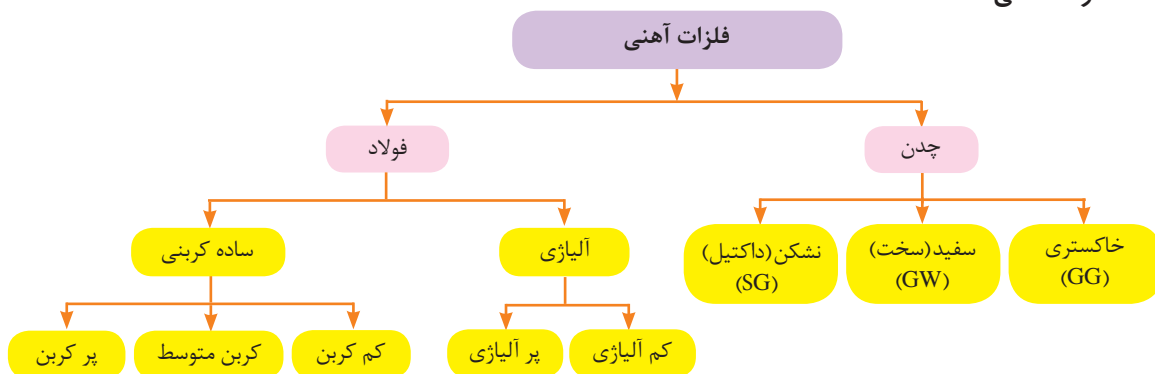 فلزات آهنی
چدن
فولاد
خاکستری
(GG)
سفید(سخت)
(GW)
نشکن(داکتیل)
(SG)
آلیاژی
ساده کربنی
کم آلیاژی
پر آلیاژی
کم کربن
کربن متوسط
پر کربن